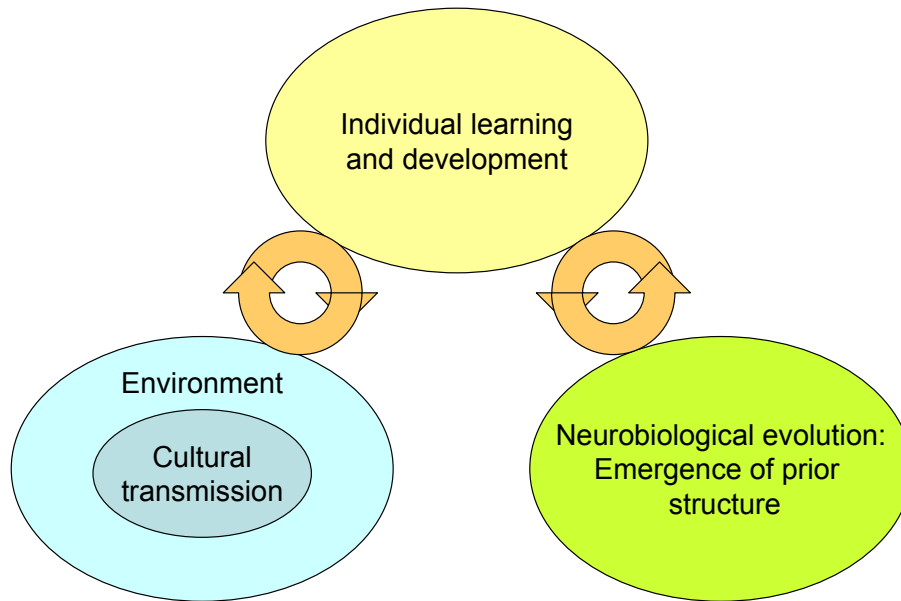 Individual learning
and development
Environment
Cultural
transmission
Neurobiological evolution:
Emergence of prior
structure